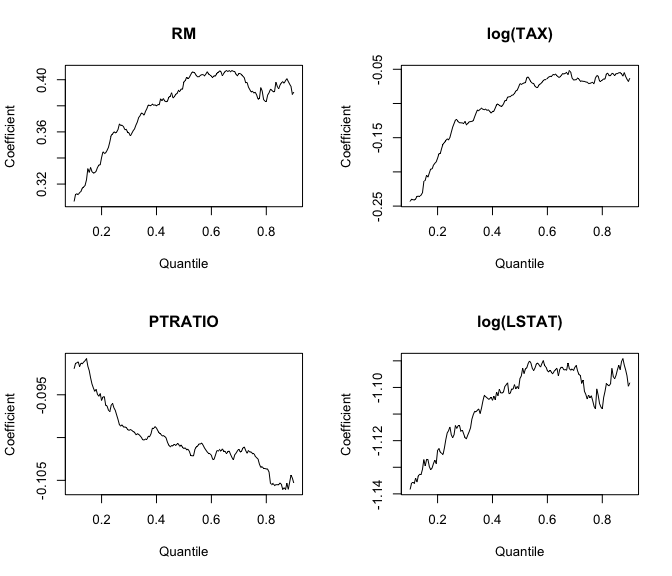 RM
Coefficient
0.40
0.36
0.32
0.2 0.4 0.6 0.8
Quantile
log(TAX)
Coefficient
-0.05
-0.15
-0.25
0.2 0.4 0.6 0.8
Quantile
PTRATIO
Coefficient
-0.095
-0.105
0.2 0.4 0.6 0.8
Quantile
log(LSTAT)
Coefficient
-1.10
-1.12
-1.14
0.2 0.4 0.6 0.8
Quantile